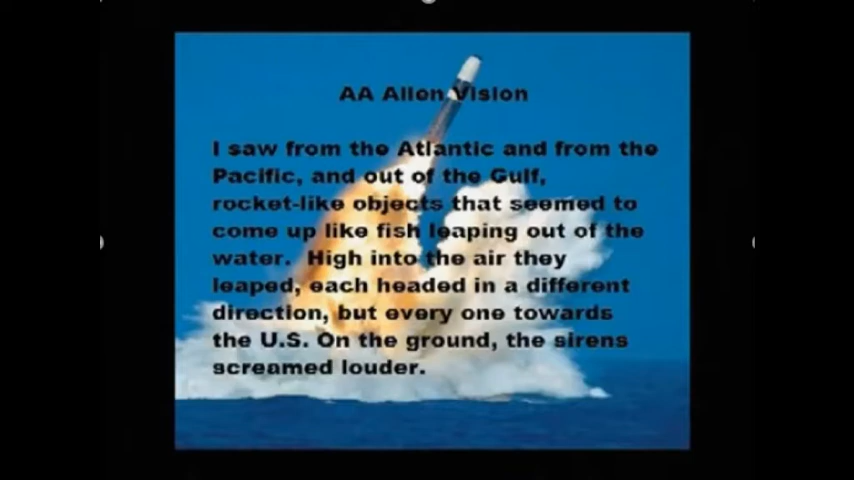 AA Allen Vision
I saw from the Atlantic and from the
Pacific, and out of the Gulf,
rocket-like objects that seemed to
come up like fish leaping out of the
water. High into the air they
leaped, each headed in a different
direction, but every one towards
the U.S. On the ground, the sirens
screamed louder.